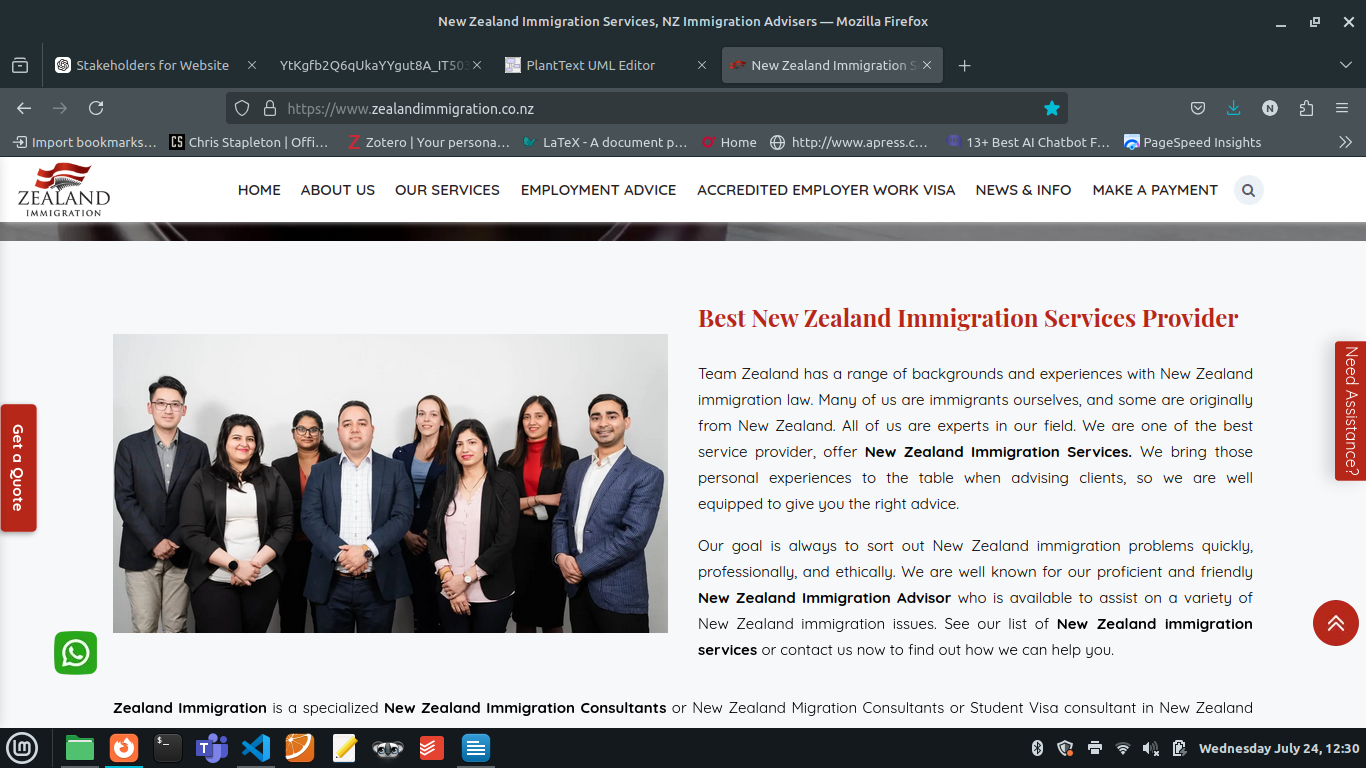 New Zealand Immigration Services, NZ Immigration Advisers — Mozilla Firefox
Stakeholders for Website
YtKgfb2Q6qUkaYYgut8A_IT503
PlantText UML Editor
New Zealand Immigration S
https://www.zealandimmigration.co.nz
N
Import bookmarks...
CS
Chris Stapleton | Offi...
Z
Zotero | Your persona...
LaTeX - A document p...
Home
http://www.apress.c...
13+ Best AI Chatbot F...
PageSpeed Insights
ZEALAND
IMMIGRATION
HOME
ABOUT US
OUR SERVICES
EMPLOYMENT ADVICE
ACCREDITED EMPLOYER WORK VISA
NEWS & INFO
MAKE A PAYMENT
Best New Zealand Immigration Services Provider
Team Zealand has a range of backgrounds and experiences with New Zealand
immigration law. Many of us are immigrants ourselves, and some are originally
from New Zealand. All of us are experts in our field. We are one of the best
service provider, offer New Zealand Immigration Services. We bring those
personal experiences to the table when advising clients, so we are well
equipped to give you the right advice.
Our goal is always to sort out New Zealand immigration problems quickly,
professionally, and ethically. We are well known for our proficient and friendly
New Zealand Immigration Advisor who is available to assist on a variety of
New Zealand immigration issues. See our list of New Zealand immigration
services or contact us now to find out how we can help you.
Get a Quote
Need Assistance?
Zealand Immigration is a specialized New Zealand Immigration Consultants or New Zealand Migration Consultants or Student Visa consultant in New Zealand
Wednesday July 24, 12:30